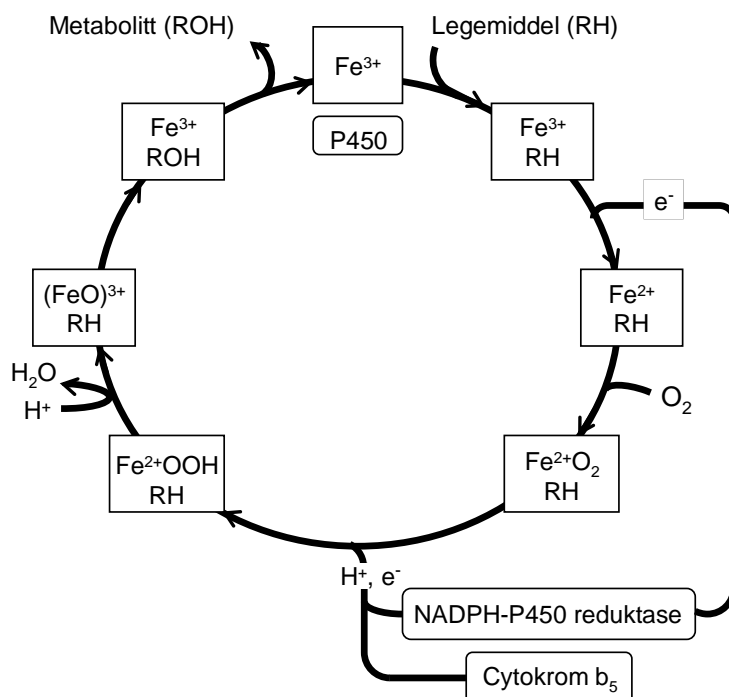 Metabolitt (ROH)
Legemiddel (RH)
Fe³⁺
P450
Fe³⁺
RH
e⁻
Fe²⁺
RH
O₂
Fe²⁺O₂
RH
H⁺, e⁻
NADPH-P450 reduktase
Cytokrom b₅
Fe²⁺OOH
RH
H₂O
H⁺
(FeO)³⁺
RH
Fe³⁺
ROH